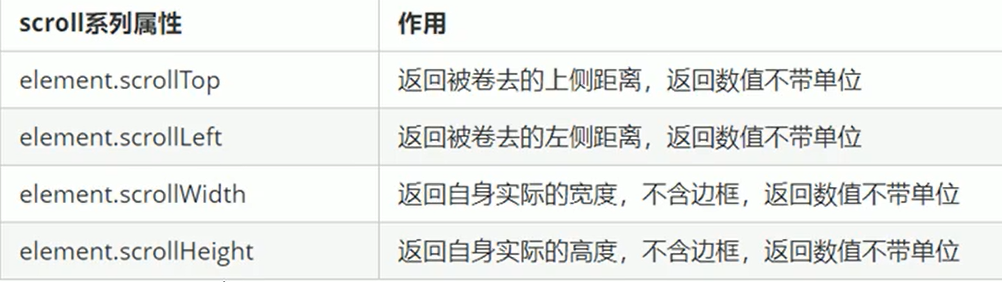 scroll系列属性 作用
element.scrollTop 返回被卷去的上侧距离，返回数值不带单位
element.scrollLeft 返回被卷去的左侧距离，返回数值不带单位
element.scrollWidth 返回自身实际的宽度，不含边框，返回数值不带单位
element.scrollHeight 返回自身实际的高度，不含边框，返回数值不带单位